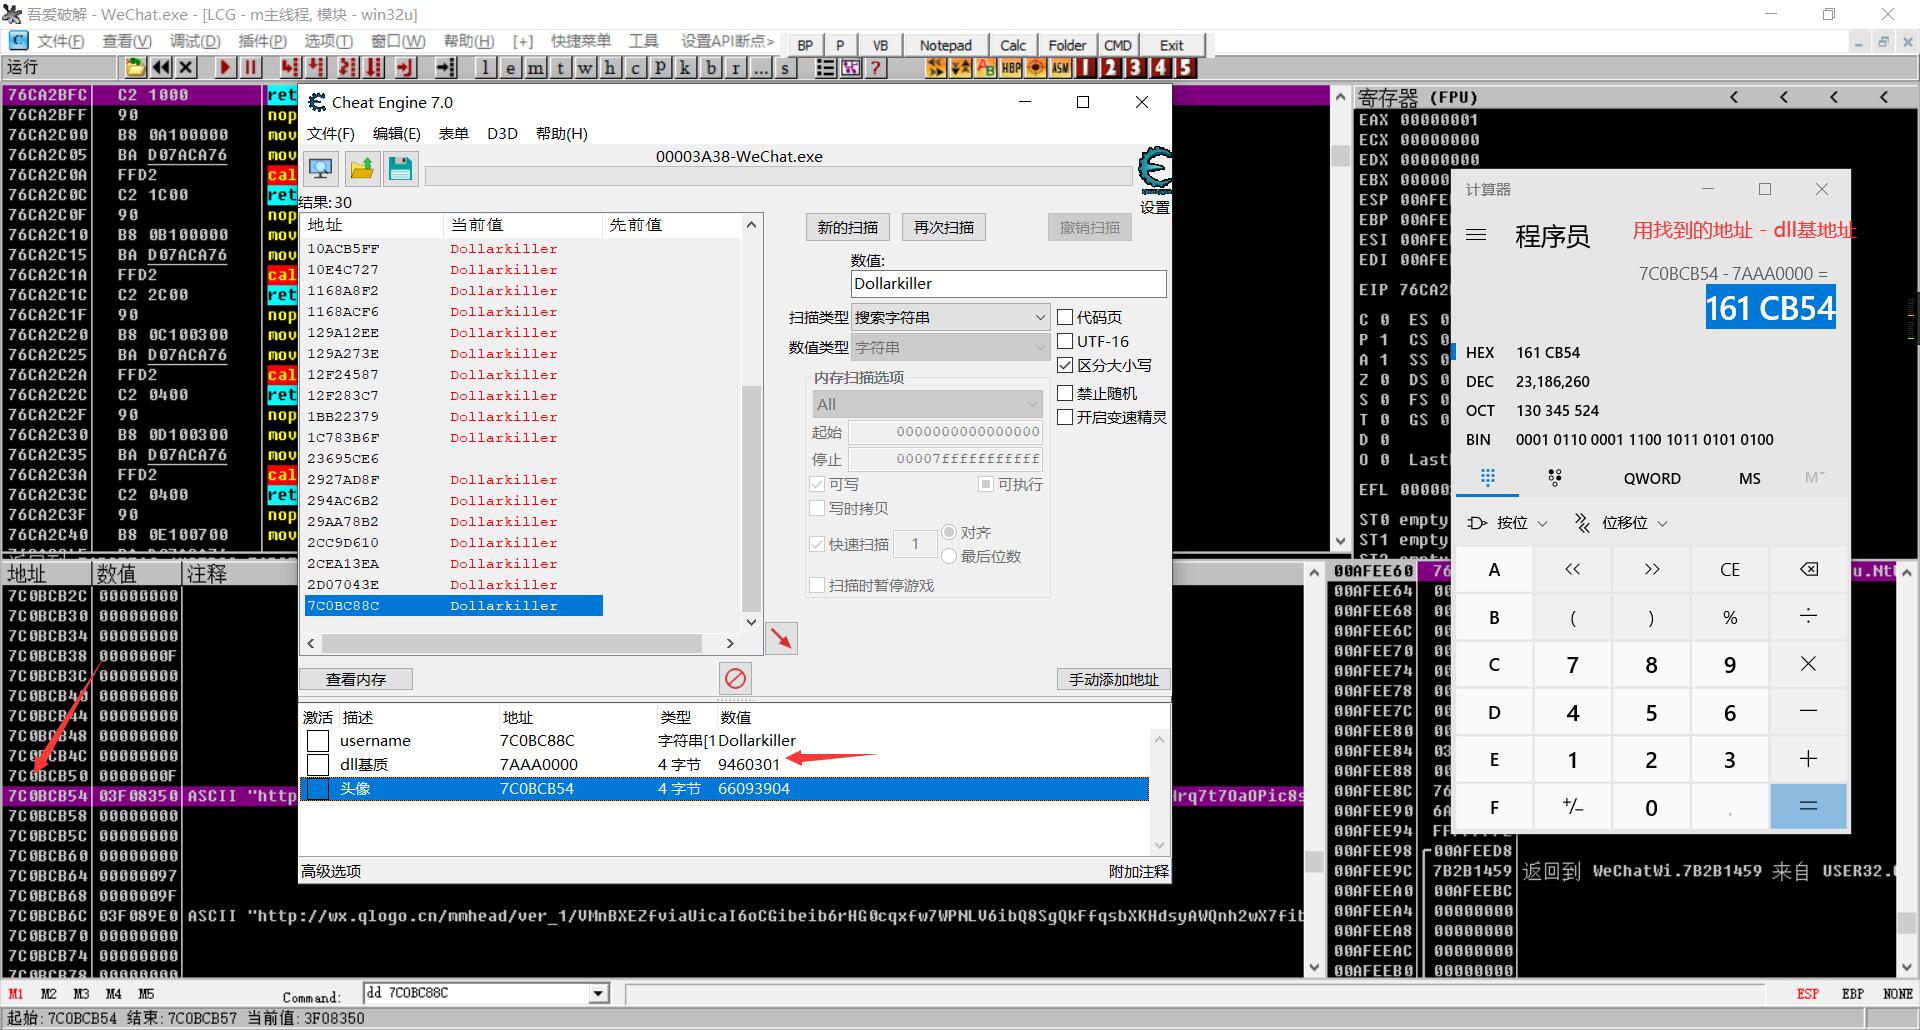 吾爱破解 - WeChat.exe - [LCG - m主线程, 模块 - win32u]
文件(F) 查看(V) 调试(D) 插件(P) 选项(T) 窗口(W) 帮助(H) [+] 快捷菜单 工具 设置API断点>
BP P VB Notepad Calc Folder CMD Exit
运行
l e m t w h c p k b r ... s ?
1 2 3 4 5
76CA2BFC C2 1000 ret
76CA2BFF 90 nop
76CA2C00 B8 0A100000 mov
76CA2C05 BA D07ACA76 mov
76CA2C0A FFD2 cal
76CA2C0C C2 1C00 ret
76CA2C0F 90 nop
76CA2C10 B8 0B100000 mov
76CA2C15 BA D07ACA76 mov
76CA2C1A FFD2 cal
76CA2C1C C2 2C00 ret
76CA2C1F 90 nop
76CA2C20 B8 0C100300 mov
76CA2C25 BA D07ACA76 mov
76CA2C2A FFD2 cal
76CA2C2C C2 0400 ret
76CA2C2F 90 nop
76CA2C30 B8 0D100300 mov
76CA2C35 BA D07ACA76 mov
76CA2C3A FFD2 cal
76CA2C3C C2 0400 ret
76CA2C3F 90 nop
76CA2C40 B8 0E100700 mov
Cheat Engine 7.0
文件(F) 编辑(E) 表单 D3D 帮助(H)
00003A38-WeChat.exe
设置
结果:30
地址 当前值 先前值
10ACB5FF Dollarkiller
10E4C727 Dollarkiller
1168A8F2 Dollarkiller
1168ACF6 Dollarkiller
129A12EE Dollarkiller
129A273E Dollarkiller
12F24587 Dollarkiller
12F283C7 Dollarkiller
1BB22379 Dollarkiller
1C783B6F Dollarkiller
23695CE6
2927AD8F Dollarkiller
294AC6B2 Dollarkiller
29AA78B2 Dollarkiller
2CC9D610 Dollarkiller
2CEA13EA Dollarkiller
2D07043E Dollarkiller
7C0BC88C Dollarkiller
新的扫描 再次扫描 撤销扫描
数值:
Dollarkiller
扫描类型 搜索字符串
数值类型 字符串
代码页
UTF-16
区分大小写
禁止随机
开启变速精灵
内存扫描选项
All
起始 0000000000000000
停止 00007fffffffffff
可写 可执行
写时拷贝
快速扫描 1 对齐
最后位数
扫描时暂停游戏
查看内存 手动添加地址
激活 描述 地址 类型 数值
username 7C0BC88C 字符串[1 Dollarkiller
dll基质 7AAA0000 4 字节 9460301
头像 7C0BCB54 4 字节 66093904
高级选项 附加注释
寄存器 (FPU) < < < <
EAX 00000001
ECX 00000000
EDX 00000000
EBX 0000
ESP 00AFE
EBP 00AFE
ESI 00AFE
EDI 00AFE
EIP 76CA2
C 0 ES 0
P 1 CS 0
A 1 SS 0
Z 0 DS 0
S 0 FS 0
T 0 GS 0
D 0
O 0 Last
EFL 00000
ST0 empty
ST1 empty
计算器
程序员
用找到的地址 - dll基地址
7C0BCB54 - 7AAA0000 =
161 CB54
HEX 161 CB54
DEC 23,186,260
OCT 130 345 524
BIN 0001 0110 0001 1100 1011 0101 0100
QWORD MS M
按位 位移位
A << >> CE
B ( ) % ÷
C 7 8 9 ×
D 4 5 6 −
E 1 2 3 +
F +/− 0 . =
地址 数值 注释
7C0BCB2C 00000000
7C0BCB30 00000000
7C0BCB34 00000000
7C0BCB38 0000000F
7C0BCB3C 00000000
7C0BCB40 00000000
7C0BCB44 00000000
7C0BCB48 00000000
7C0BCB4C 00000000
7C0BCB50 0000000F
7C0BCB54 03F08350 ASCII "http
7C0BCB58 00000000
7C0BCB5C 00000000
7C0BCB60 00000000
7C0BCB64 00000097
7C0BCB68 0000009F
7C0BCB6C 03F089E0 ASCII "http://wx.qlogo.cn/mmhead/ver_1/VMnBXEZfviaUicaI6oCGibeib6rHG0cqxfw7WPNLV6ibQ8SgQkFfqsbXKHdsyAWQnh2wX7fib
7C0BCB70 00000000
7C0BCB74 00000000
7C0BCB78 00000000
Hrq7t7OaOPic8s
00AFEE60 76 u.Nt
00AFEE64 00
00AFEE68 00
00AFEE6C 00
00AFEE70 00
00AFEE74 00
00AFEE78 00
00AFEE7C 00
00AFEE80 00
00AFEE84 00
00AFEE88 00
00AFEE8C 76
00AFEE90 6A
00AFEE94 FF
00AFEE98 00AFEED8
00AFEE9C 7B2B1459 返回到 WeChatWi.7B2B1459 来自 USER32.
00AFEEA0 00AFEEBC
00AFEEA4 00000000
00AFEEA8 00000000
00AFEEAC 00000000
00AFEEB0 00000000
M1 M2 M3 M4 M5 Command: dd 7C0BC88C ESP EBP NONE
起始:7C0BCB54 结束:7C0BCB57 当前值:3F08350